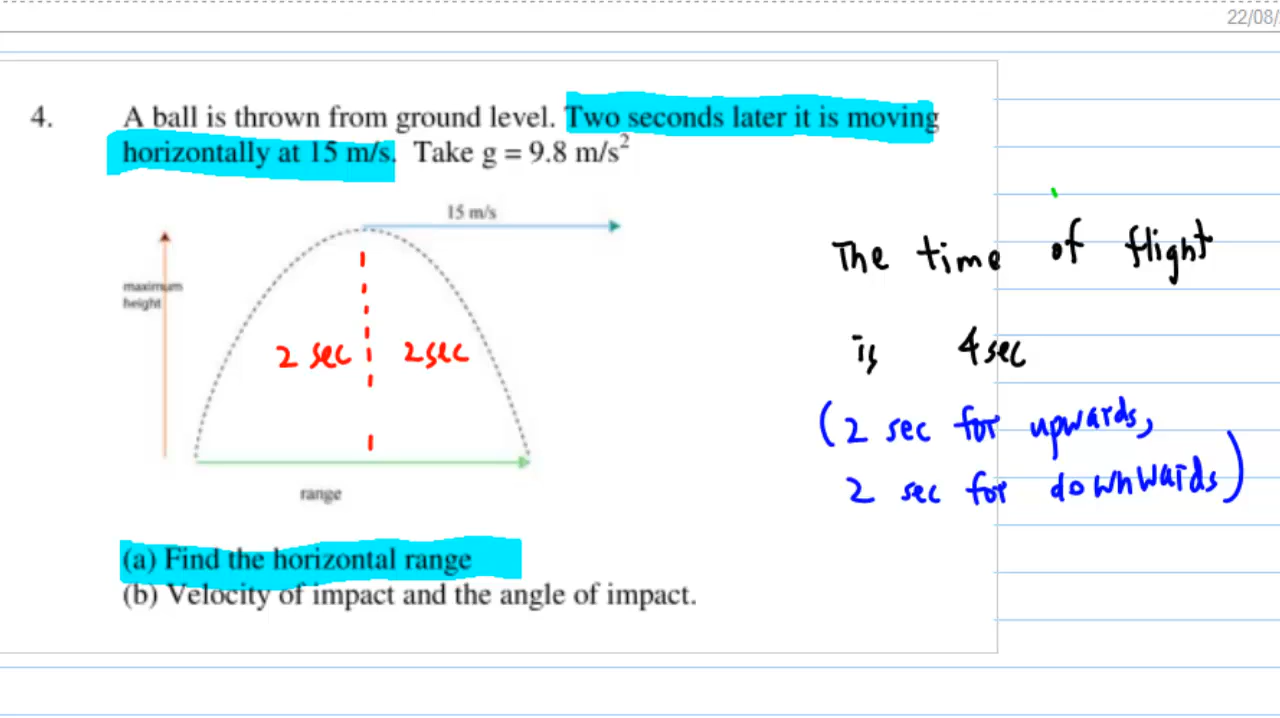 22/08/
4. A ball is thrown from ground level. Two seconds later it is moving
horizontally at 15 m/s. Take g = 9.8 m/s²
15 m/s
maximum
height
2 sec 2 sec
range
The time of flight
is 4 sec
(2 sec for upwards,
2 sec for downwards)
(a) Find the horizontal range
(b) Velocity of impact and the angle of impact.